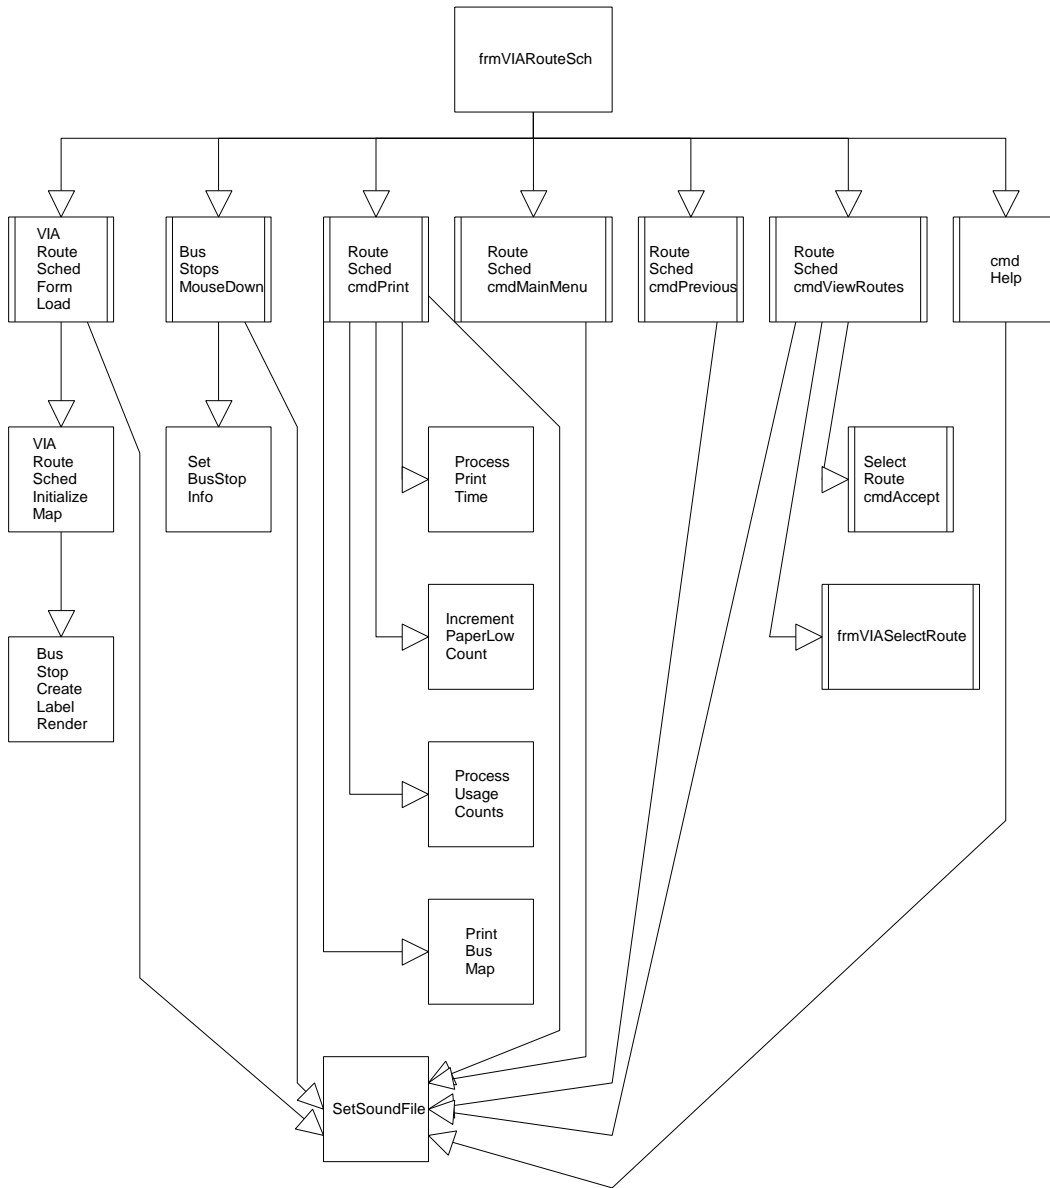 frmVIARouteSch
VIA
Route
Sched
Form
Load
Bus
Stops
MouseDown
Route
Sched
cmdPrint
Route
Sched
cmdMainMenu
Route
Sched
cmdPrevious
Route
Sched
cmdViewRoutes
cmd
Help
VIA
Route
Sched
Initialize
Map
Set
BusStop
Info
Process
Print
Time
Select
Route
cmdAccept
Increment
PaperLow
Count
frmVIASelectRoute
Bus
Stop
Create
Label
Render
Process
Usage
Counts
Print
Bus
Map
SetSoundFile